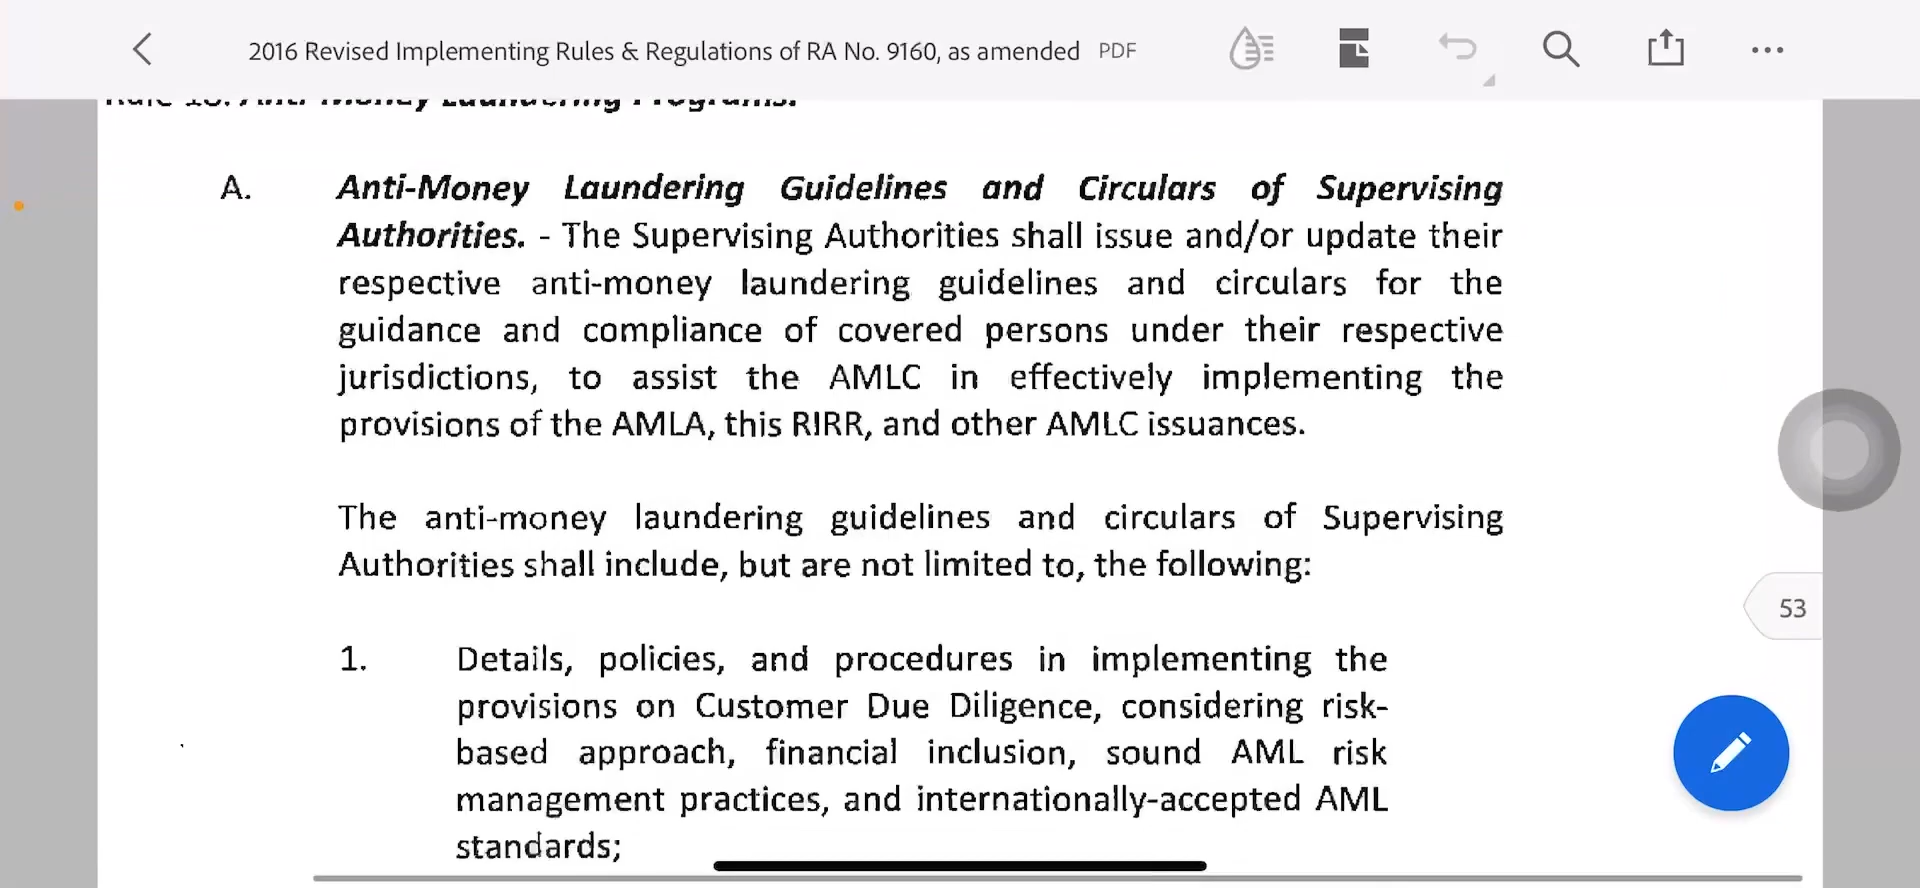 2016 Revised Implementing Rules & Regulations of RA No. 9160, as amended PDF
Anti-Money Laundering Programs.
A. Anti-Money Laundering Guidelines and Circulars of Supervising
Authorities. - The Supervising Authorities shall issue and/or update their
respective anti-money laundering guidelines and circulars for the
guidance and compliance of covered persons under their respective
jurisdictions, to assist the AMLC in effectively implementing the
provisions of the AMLA, this RIRR, and other AMLC issuances.
The anti-money laundering guidelines and circulars of Supervising
Authorities shall include, but are not limited to, the following:
53
1. Details, policies, and procedures in implementing the
provisions on Customer Due Diligence, considering risk-
based approach, financial inclusion, sound AML risk
management practices, and internationally-accepted AML
standards;